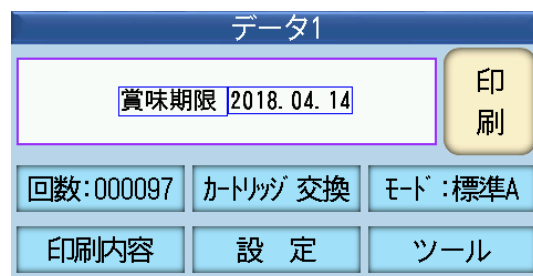 データ1
賞味期限 2018.04.14
印
刷
回数:000097
ｶｰﾄﾘｯｼﾞ 交換
ﾓｰﾄﾞ:標準A
印刷内容
設 定
ツール